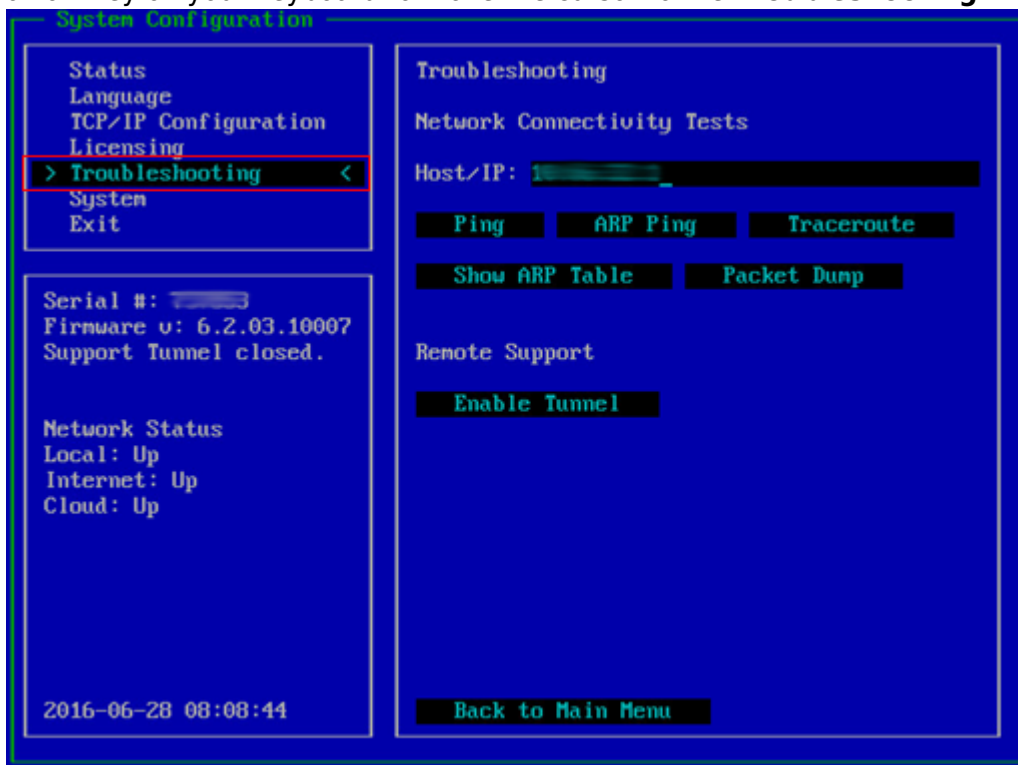 System Configuration
Status
Language
TCP/IP Configuration
Licensing
> Troubleshooting <
System
Exit
Serial #:
Firmware v: 6.2.03.10007
Support Tunnel closed.
Network Status
Local: Up
Internet: Up
Cloud: Up
2016-06-28 08:08:44
Troubleshooting
Network Connectivity Tests
Host/IP:
Ping ARP Ping Traceroute
Show ARP Table Packet Dump
Remote Support
Enable Tunnel
Back to Main Menu